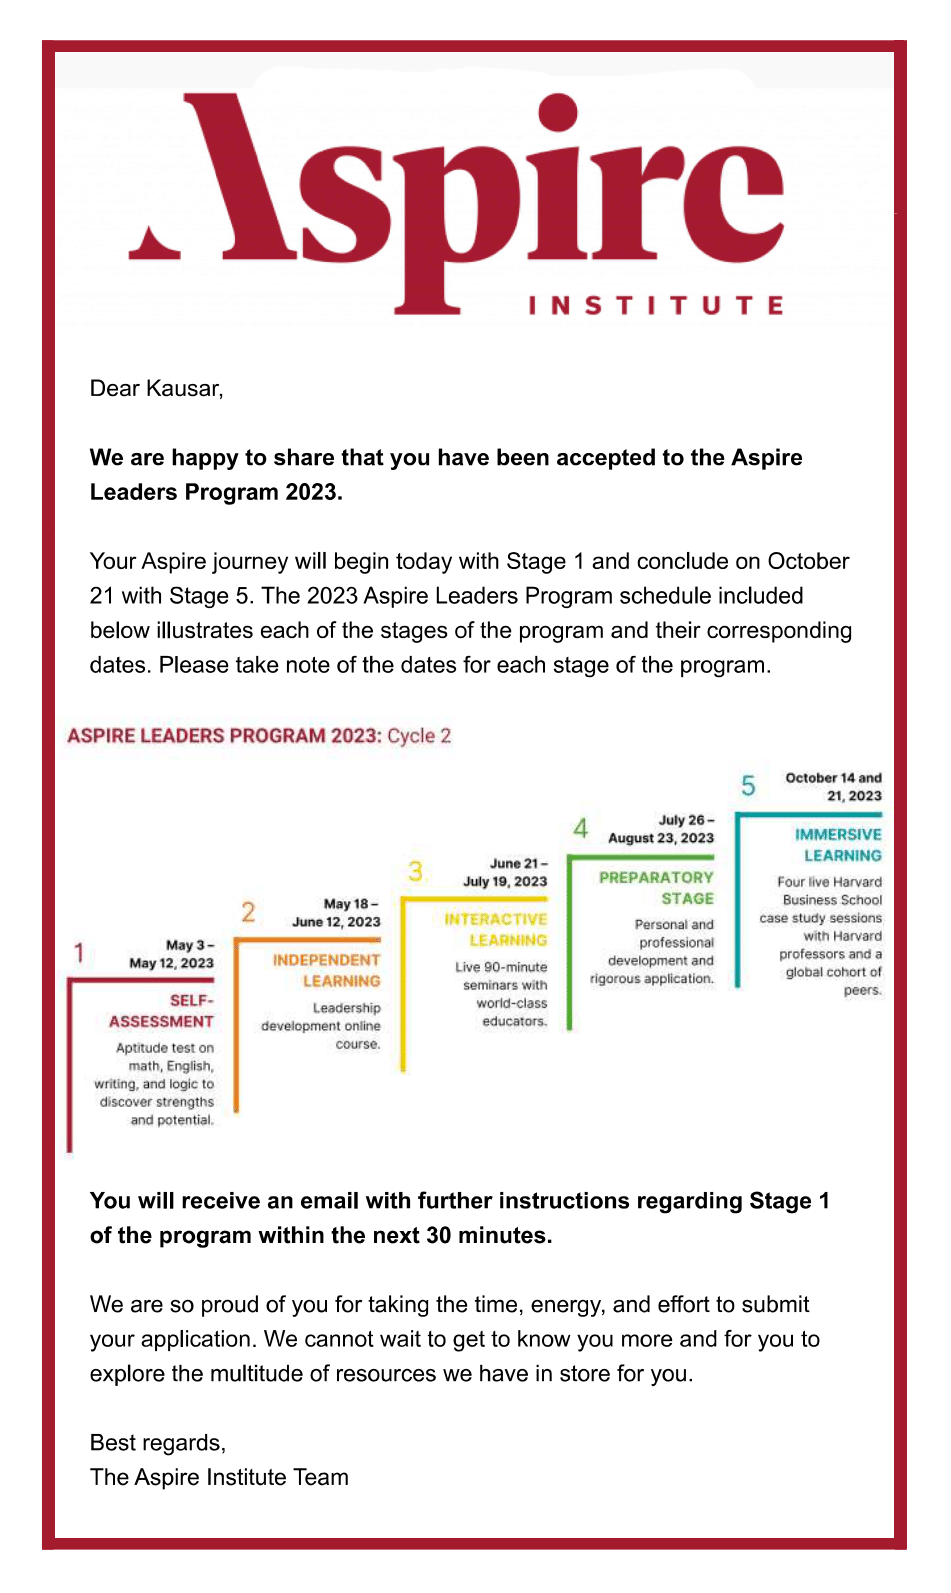 Aspire
INSTITUTE
Dear Kausar,
We are happy to share that you have been accepted to the Aspire
Leaders Program 2023.
Your Aspire journey will begin today with Stage 1 and conclude on October
21 with Stage 5. The 2023 Aspire Leaders Program schedule included
below illustrates each of the stages of the program and their corresponding
dates. Please take note of the dates for each stage of the program.
ASPIRE LEADERS PROGRAM 2023: Cycle 2
1
May 3 –
May 12, 2023
SELF-
ASSESSMENT
Aptitude test on
math, English,
writing, and logic to
discover strengths
and potential.
2
May 18 –
June 12, 2023
INDEPENDENT
LEARNING
Leadership
development online
course.
3
June 21 –
July 19, 2023
INTERACTIVE
LEARNING
Live 90-minute
seminars with
world-class
educators.
4
July 26 –
August 23, 2023
PREPARATORY
STAGE
Personal and
professional
development and
rigorous application.
5
October 14 and
21, 2023
IMMERSIVE
LEARNING
Four live Harvard
Business School
case study sessions
with Harvard
professors and a
global cohort of
peers.
You will receive an email with further instructions regarding Stage 1
of the program within the next 30 minutes.
We are so proud of you for taking the time, energy, and effort to submit
your application. We cannot wait to get to know you more and for you to
explore the multitude of resources we have in store for you.
Best regards,
The Aspire Institute Team